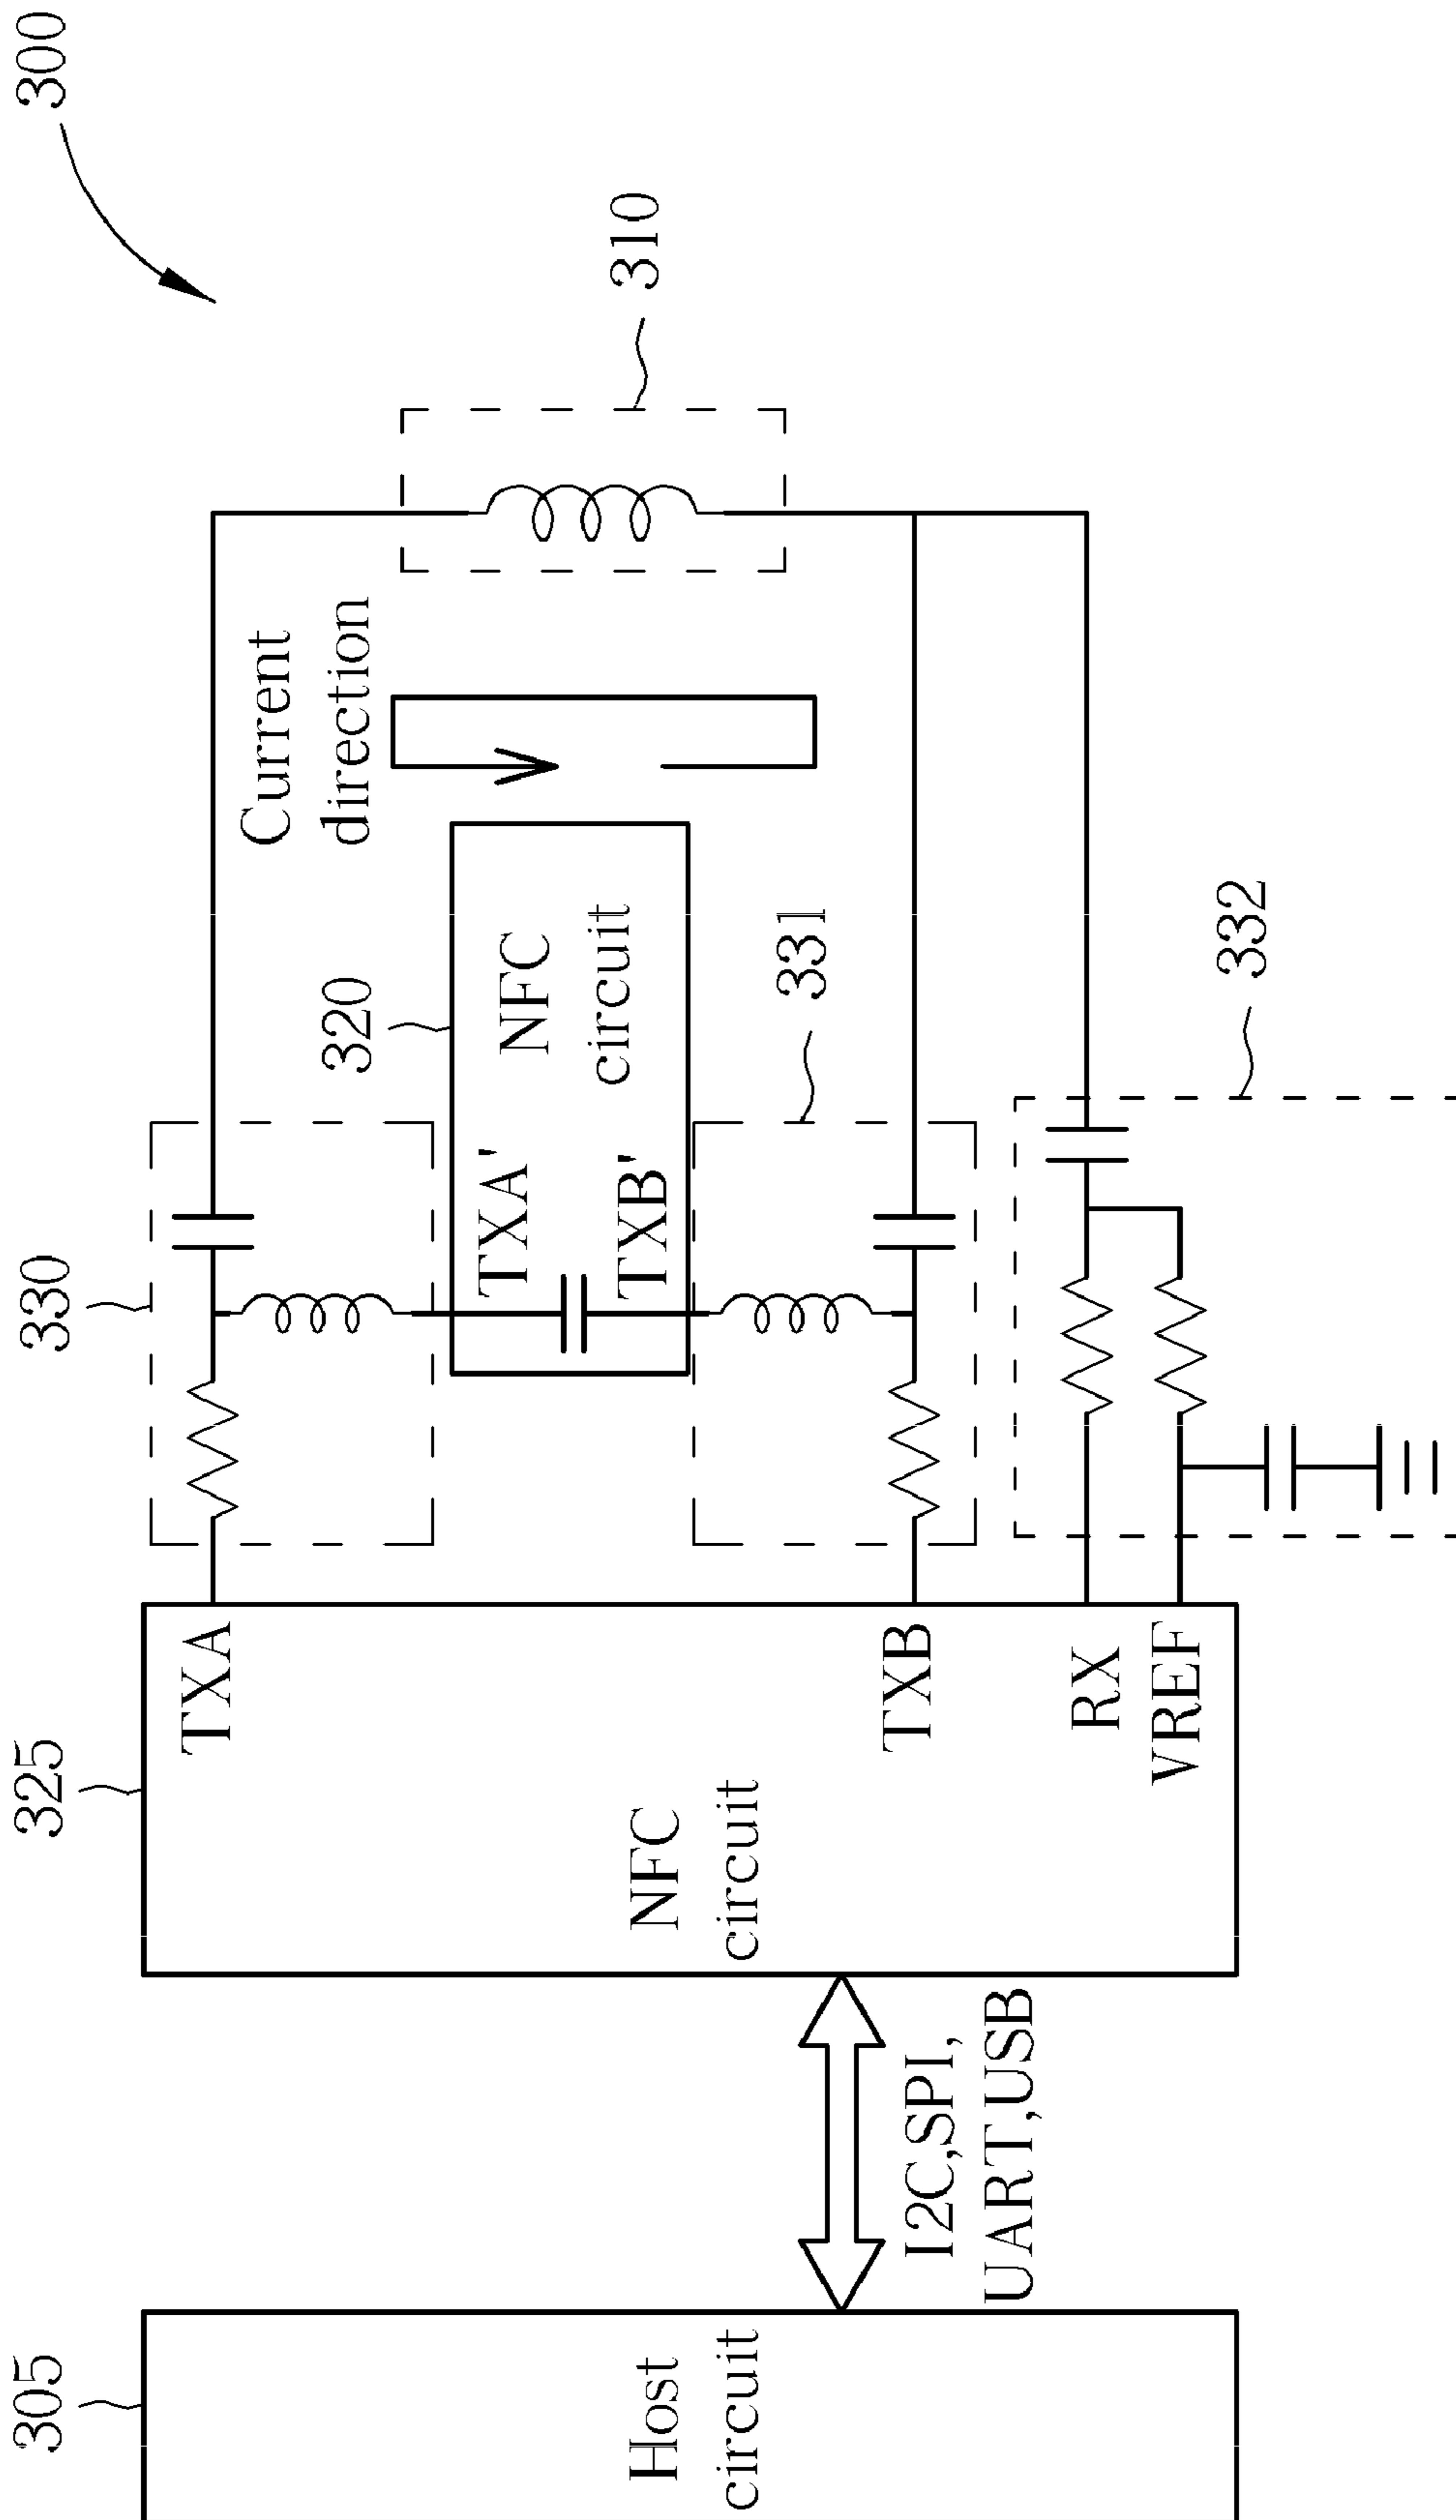 300
310
Current
direction
320
NFC
circuit
TXA'
TXB'
331
332
330
325
TXA
TXB
RX
VREF
NFC
circuit
I2C,SPI,
UART,USB
305
Host
circuit